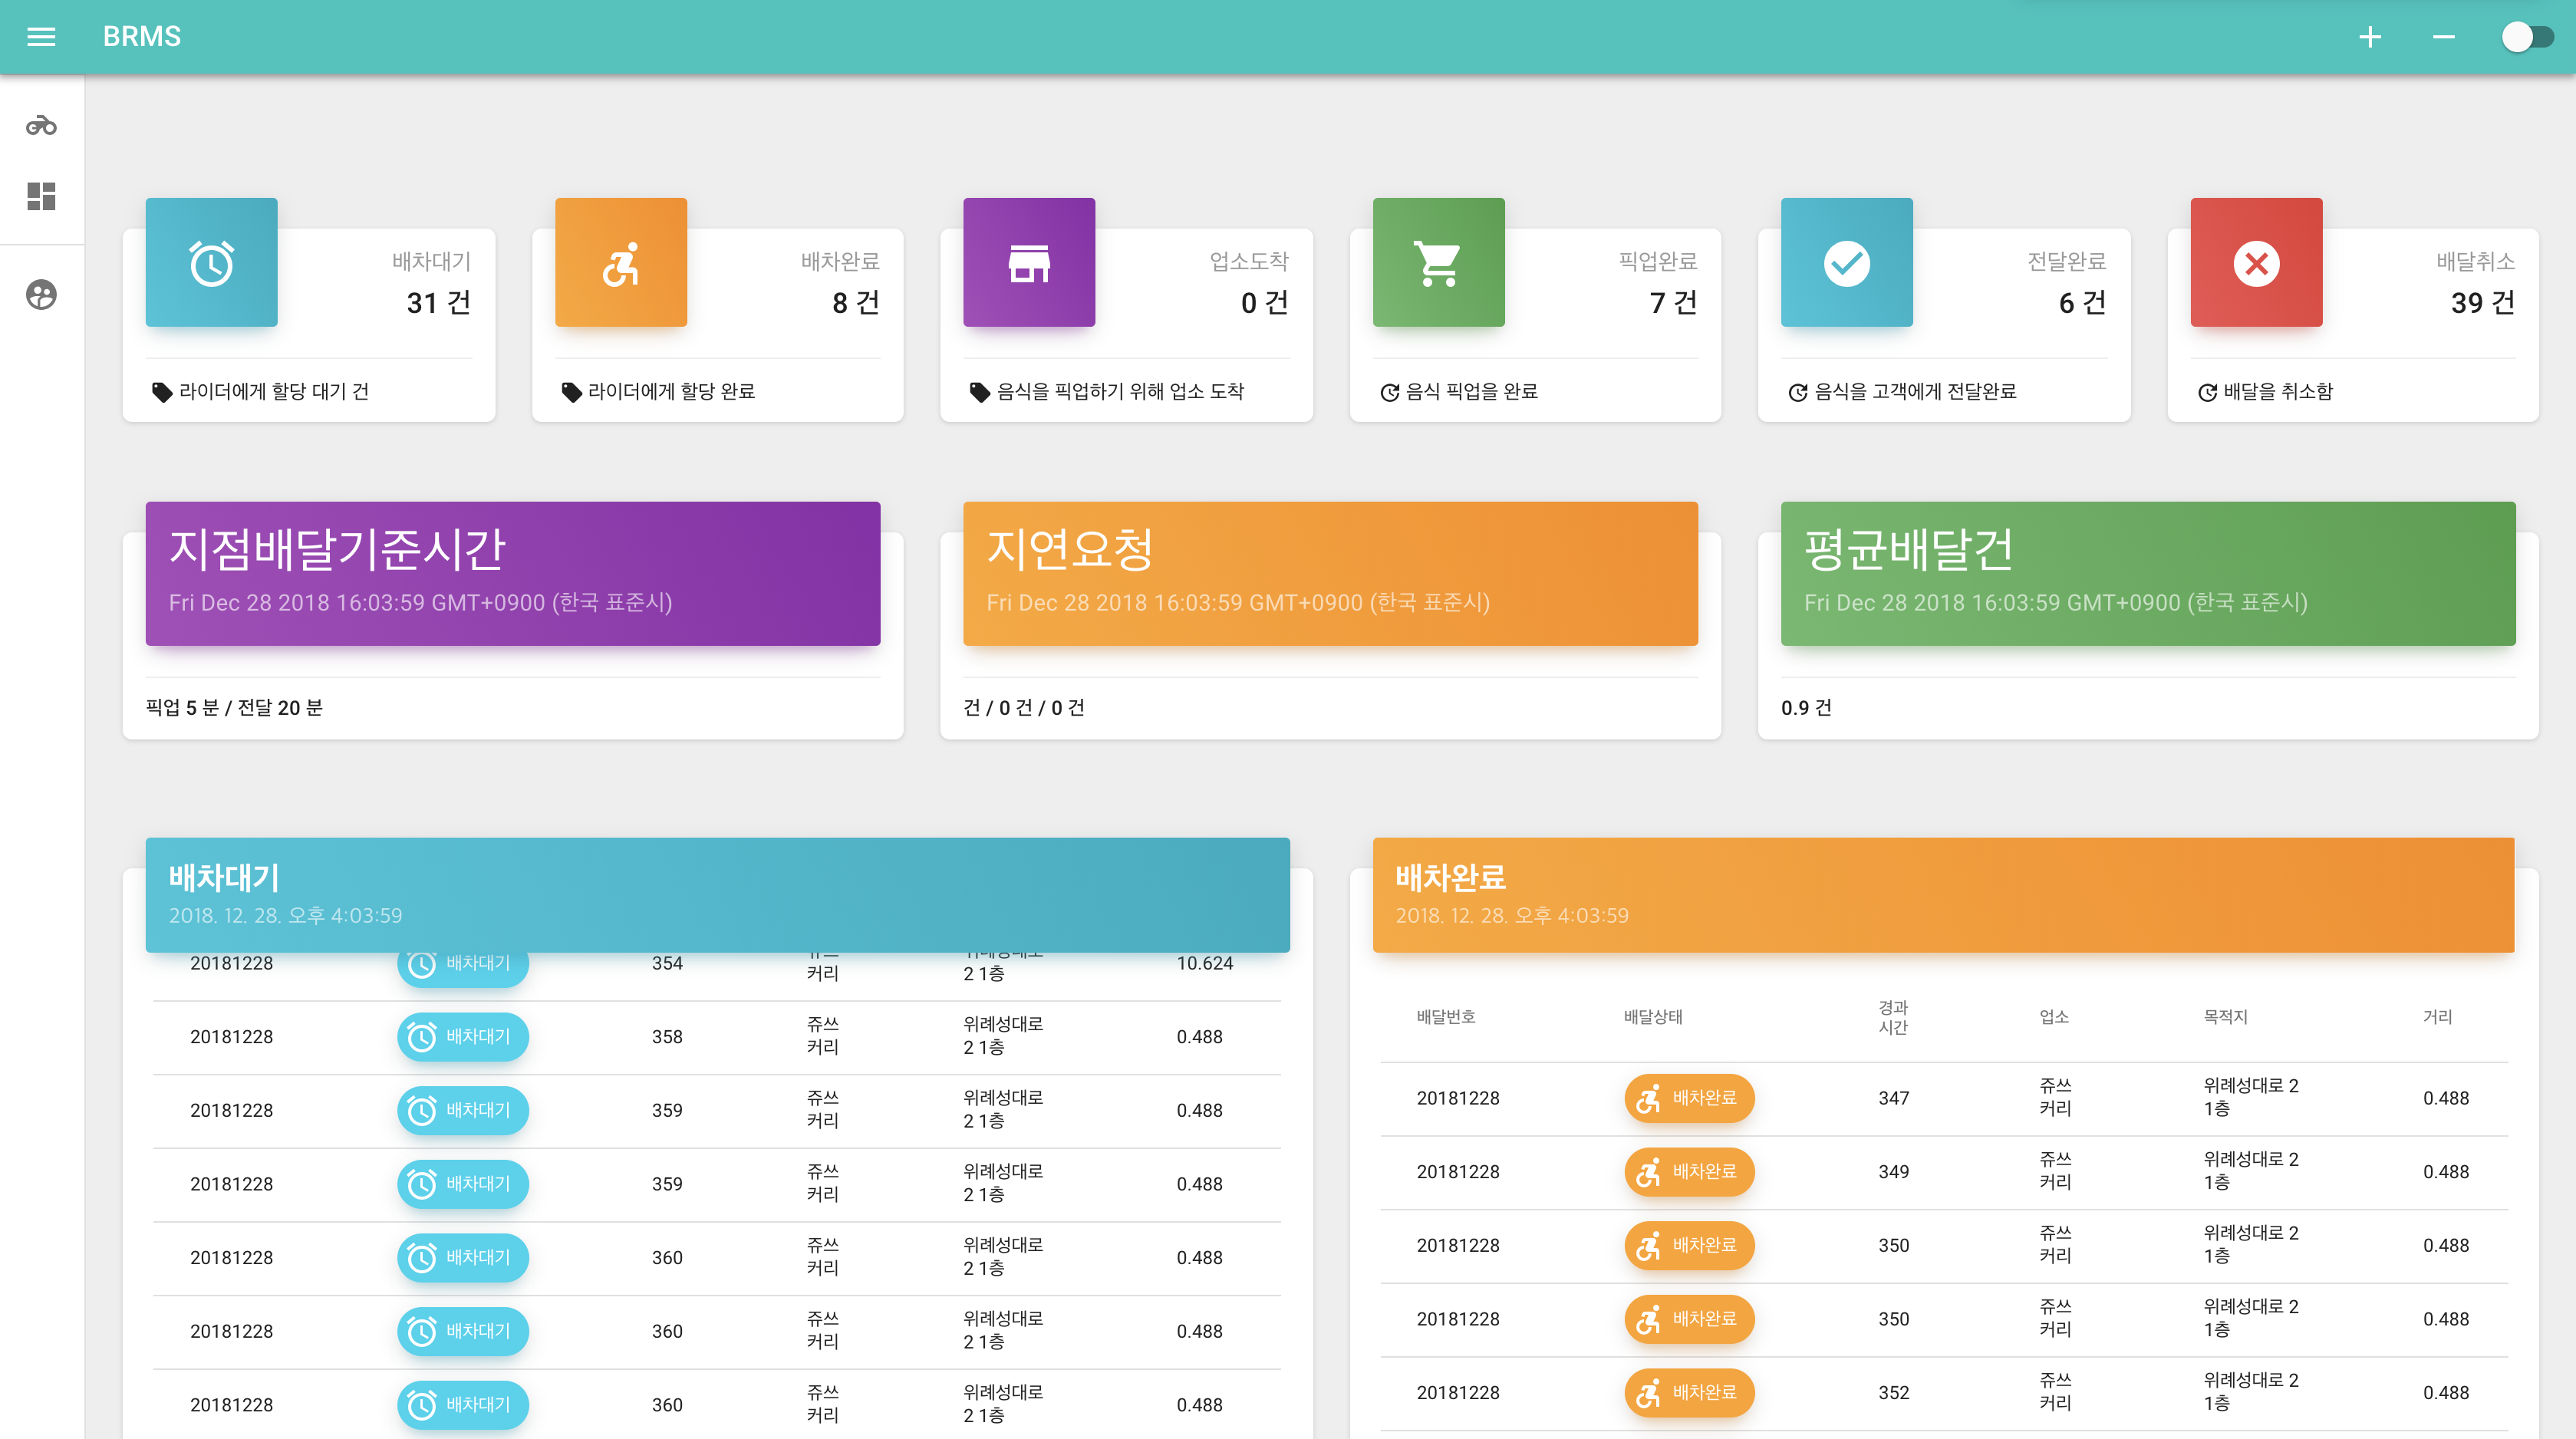 BRMS
배차대기
31 건
라이더에게 할당 대기 건
배차완료
8 건
라이더에게 할당 완료
업소도착
0 건
음식을 픽업하기 위해 업소 도착
픽업완료
7 건
음식 픽업을 완료
전달완료
6 건
음식을 고객에게 전달완료
배달취소
39 건
배달을 취소함
지점배달기준시간
Fri Dec 28 2018 16:03:59 GMT+0900 (한국 표준시)
픽업 5 분 / 전달 20 분
지연요청
Fri Dec 28 2018 16:03:59 GMT+0900 (한국 표준시)
건 / 0 건 / 0 건
평균배달건
Fri Dec 28 2018 16:03:59 GMT+0900 (한국 표준시)
0.9 건
배차대기
2018. 12. 28. 오후 4:03:59
20181228 배차대기 354 커리 2 1층 10.624
20181228 배차대기 358 쥬쓰 위례성대로 0.488
커리 2 1층
20181228 배차대기 359 쥬쓰 위례성대로 0.488
커리 2 1층
20181228 배차대기 359 쥬쓰 위례성대로 0.488
커리 2 1층
20181228 배차대기 360 쥬쓰 위례성대로 0.488
커리 2 1층
20181228 배차대기 360 쥬쓰 위례성대로 0.488
커리 2 1층
20181228 배차대기 360 쥬쓰 위례성대로 0.488
커리 2 1층
배차완료
2018. 12. 28. 오후 4:03:59
배달번호 배달상태 경과 업소 목적지 거리
시간
20181228 배차완료 347 쥬쓰 위례성대로 2 0.488
커리 1층
20181228 배차완료 349 쥬쓰 위례성대로 2 0.488
커리 1층
20181228 배차완료 350 쥬쓰 위례성대로 2 0.488
커리 1층
20181228 배차완료 350 쥬쓰 위례성대로 2 0.488
커리 1층
20181228 배차완료 352 쥬쓰 위례성대로 2 0.488
커리 1층